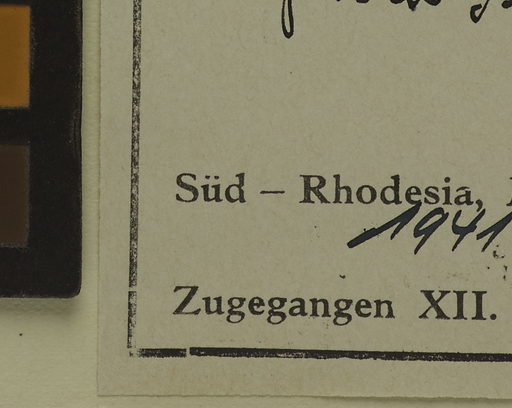 Süd – Rhodesia,
1941
Zugegangen XII.